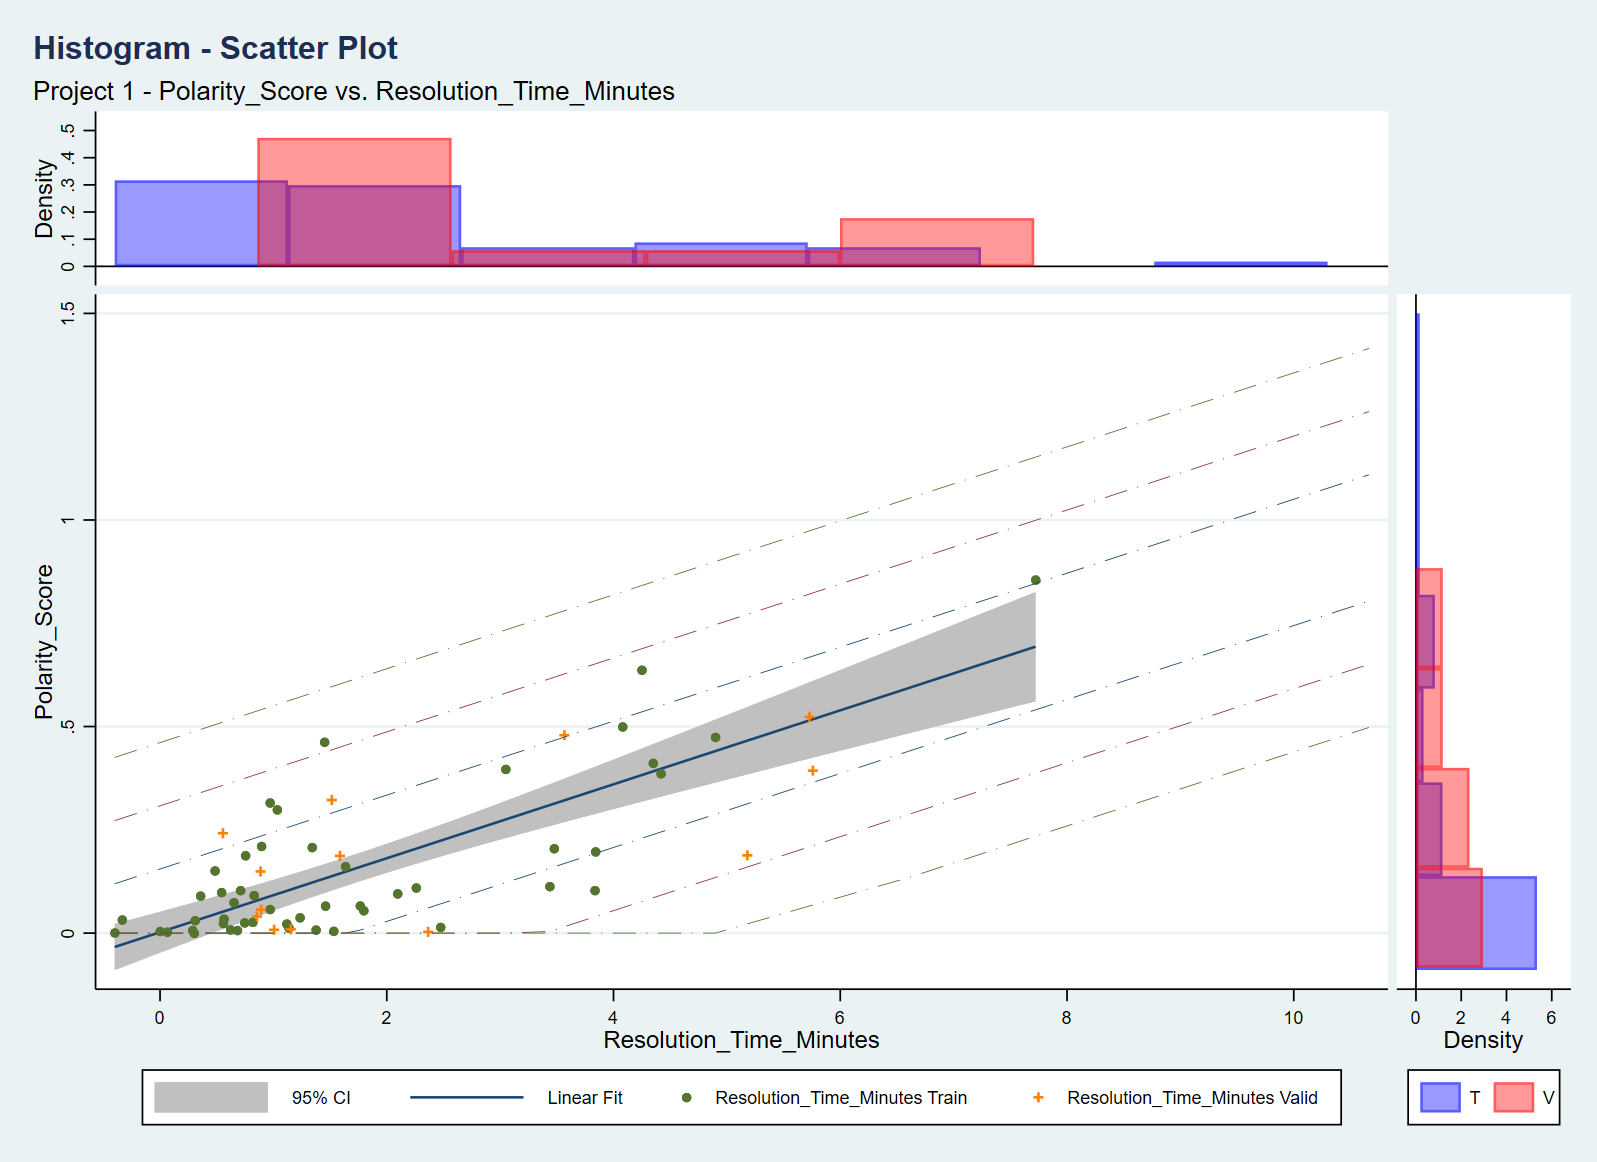 Histogram - Scatter Plot
Project 1 - Polarity_Score vs. Resolution_Time_Minutes
Density
.5
.4
.3
.2
.1
0
Polarity_Score
1.5
1
.5
0
0 2 4 6 8 10
Resolution_Time_Minutes
0 2 4 6
Density
95% CI Linear Fit Resolution_Time_Minutes Train Resolution_Time_Minutes Valid
T V